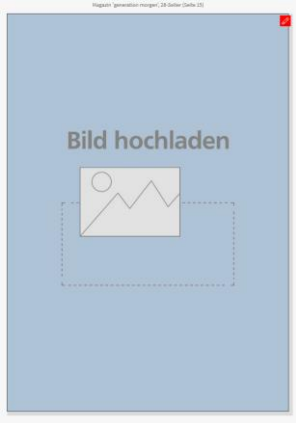 Magazin 'generation morgen', 28-Seiter (Seite 25)
Bild hochladen